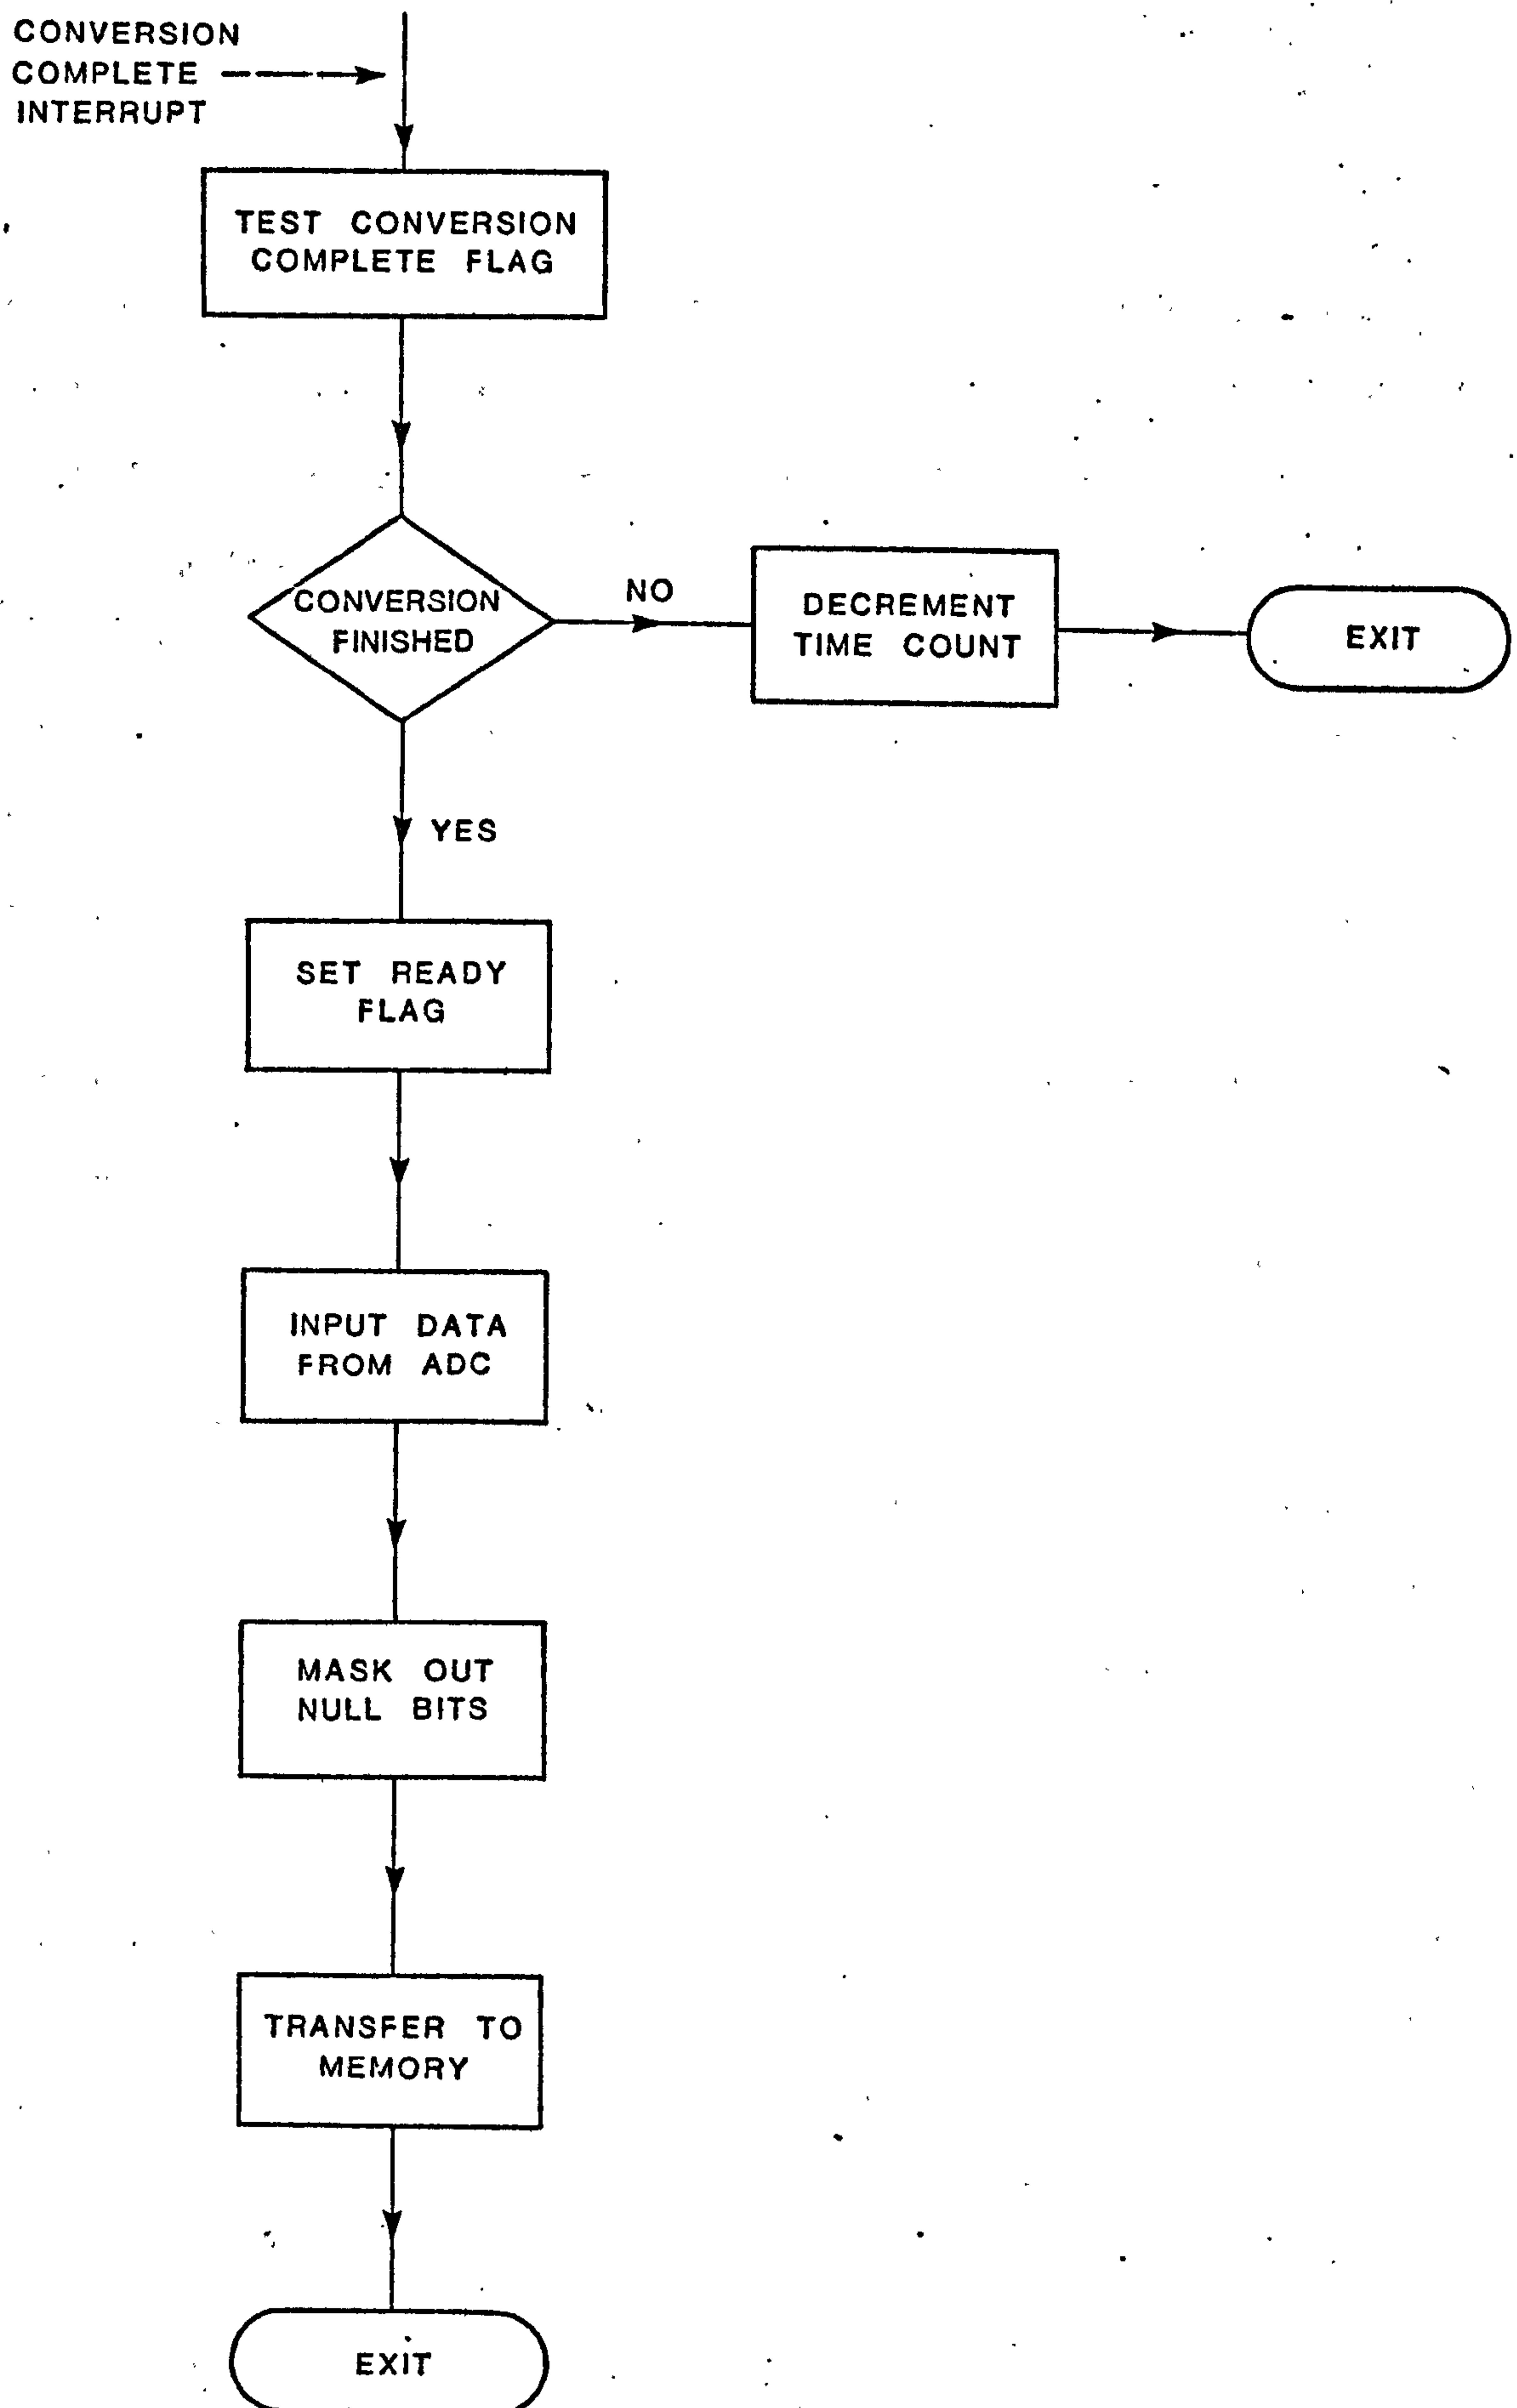 CONVERSION
COMPLETE
INTERRUPT
TEST CONVERSION
COMPLETE FLAG
CONVERSION
FINISHED
NO
DECREMENT
TIME COUNT
EXIT
YES
SET READY
FLAG
INPUT DATA
FROM ADC
MASK OUT
NULL BITS
TRANSFER TO
MEMORY
EXIT